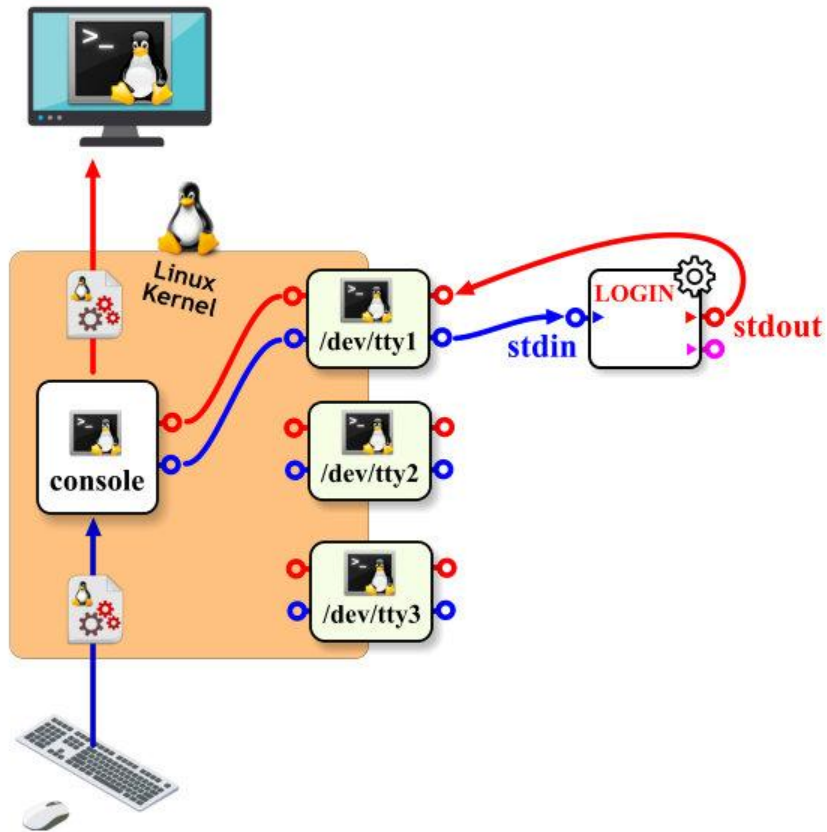 >_
Linux
Kernel
>_
/dev/tty1
LOGIN
stdin
stdout
>_
console
>_
/dev/tty2
>_
/dev/tty3